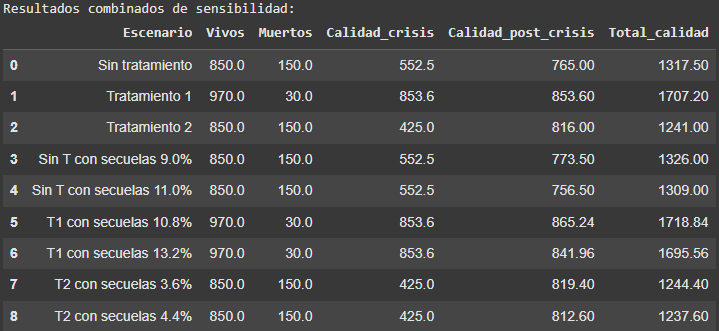 Resultados combinados de sensibilidad:
Escenario Vivos Muertos Calidad_crisis Calidad_post_crisis Total_calidad
0 Sin tratamiento 850.0 150.0 552.5 765.00 1317.50
1 Tratamiento 1 970.0 30.0 853.6 853.60 1707.20
2 Tratamiento 2 850.0 150.0 425.0 816.00 1241.00
3 Sin T con secuelas 9.0% 850.0 150.0 552.5 773.50 1326.00
4 Sin T con secuelas 11.0% 850.0 150.0 552.5 756.50 1309.00
5 T1 con secuelas 10.8% 970.0 30.0 853.6 865.24 1718.84
6 T1 con secuelas 13.2% 970.0 30.0 853.6 841.96 1695.56
7 T2 con secuelas 3.6% 850.0 150.0 425.0 819.40 1244.40
8 T2 con secuelas 4.4% 850.0 150.0 425.0 812.60 1237.60